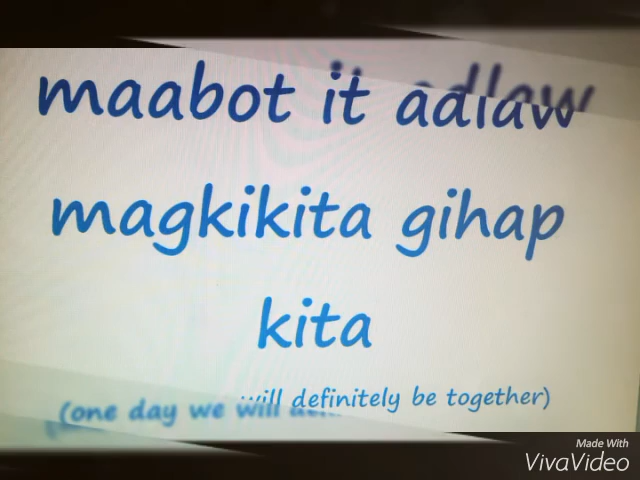 maabot it adlaw
magkikita gihap
kita
(one day we will definitely be together)
Made With
VivaVideo